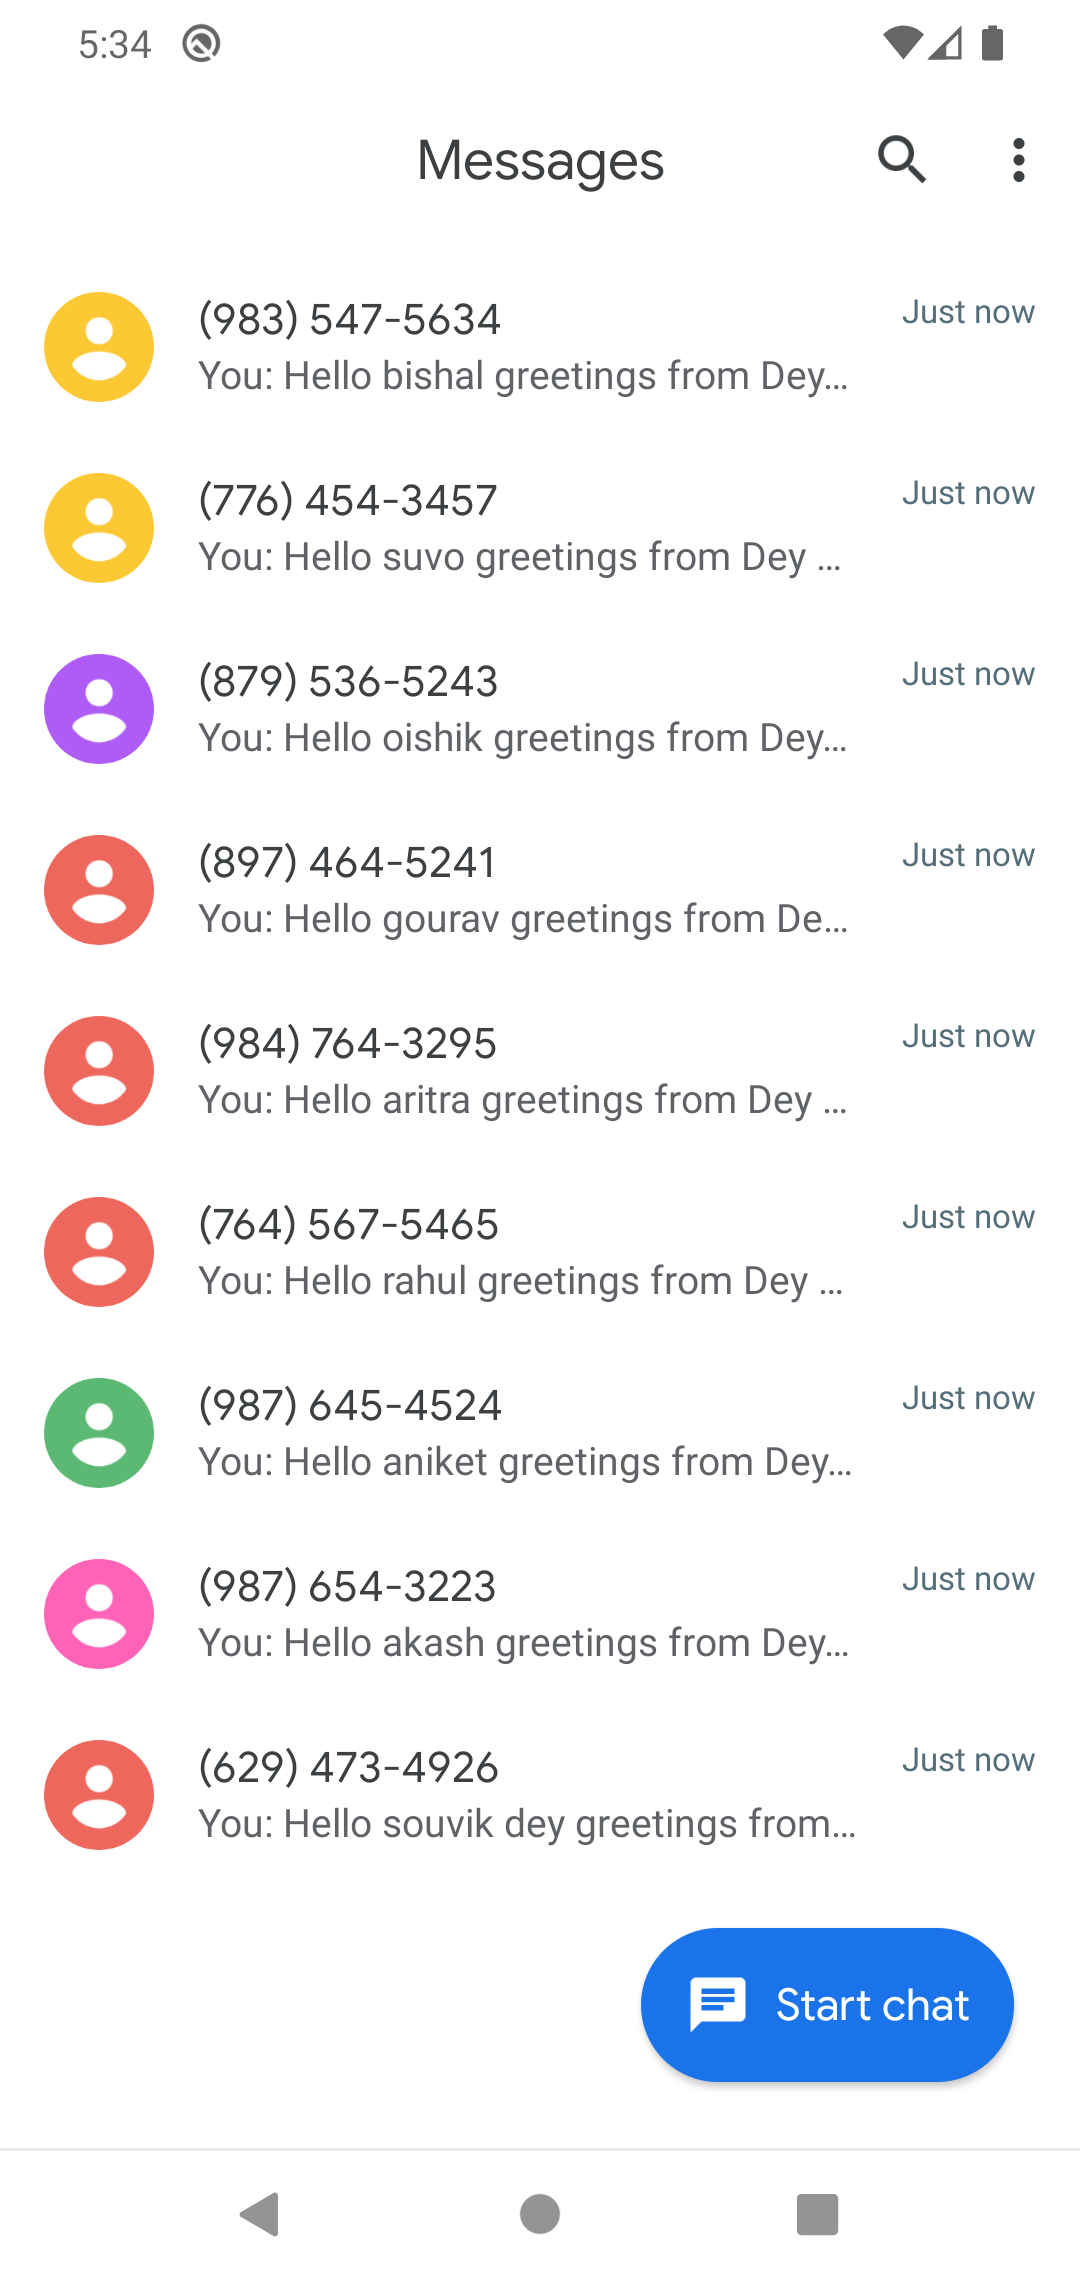 5:34
Messages
(983) 547-5634
Just now
You: Hello bishal greetings from Dey...
(776) 454-3457
Just now
You: Hello suvo greetings from Dey ...
(879) 536-5243
Just now
You: Hello oishik greetings from Dey...
(897) 464-5241
Just now
You: Hello gourav greetings from De...
(984) 764-3295
Just now
You: Hello aritra greetings from Dey ...
(764) 567-5465
Just now
You: Hello rahul greetings from Dey ...
(987) 645-4524
Just now
You: Hello aniket greetings from Dey...
(987) 654-3223
Just now
You: Hello akash greetings from Dey...
(629) 473-4926
Just now
You: Hello souvik dey greetings from...
Start chat